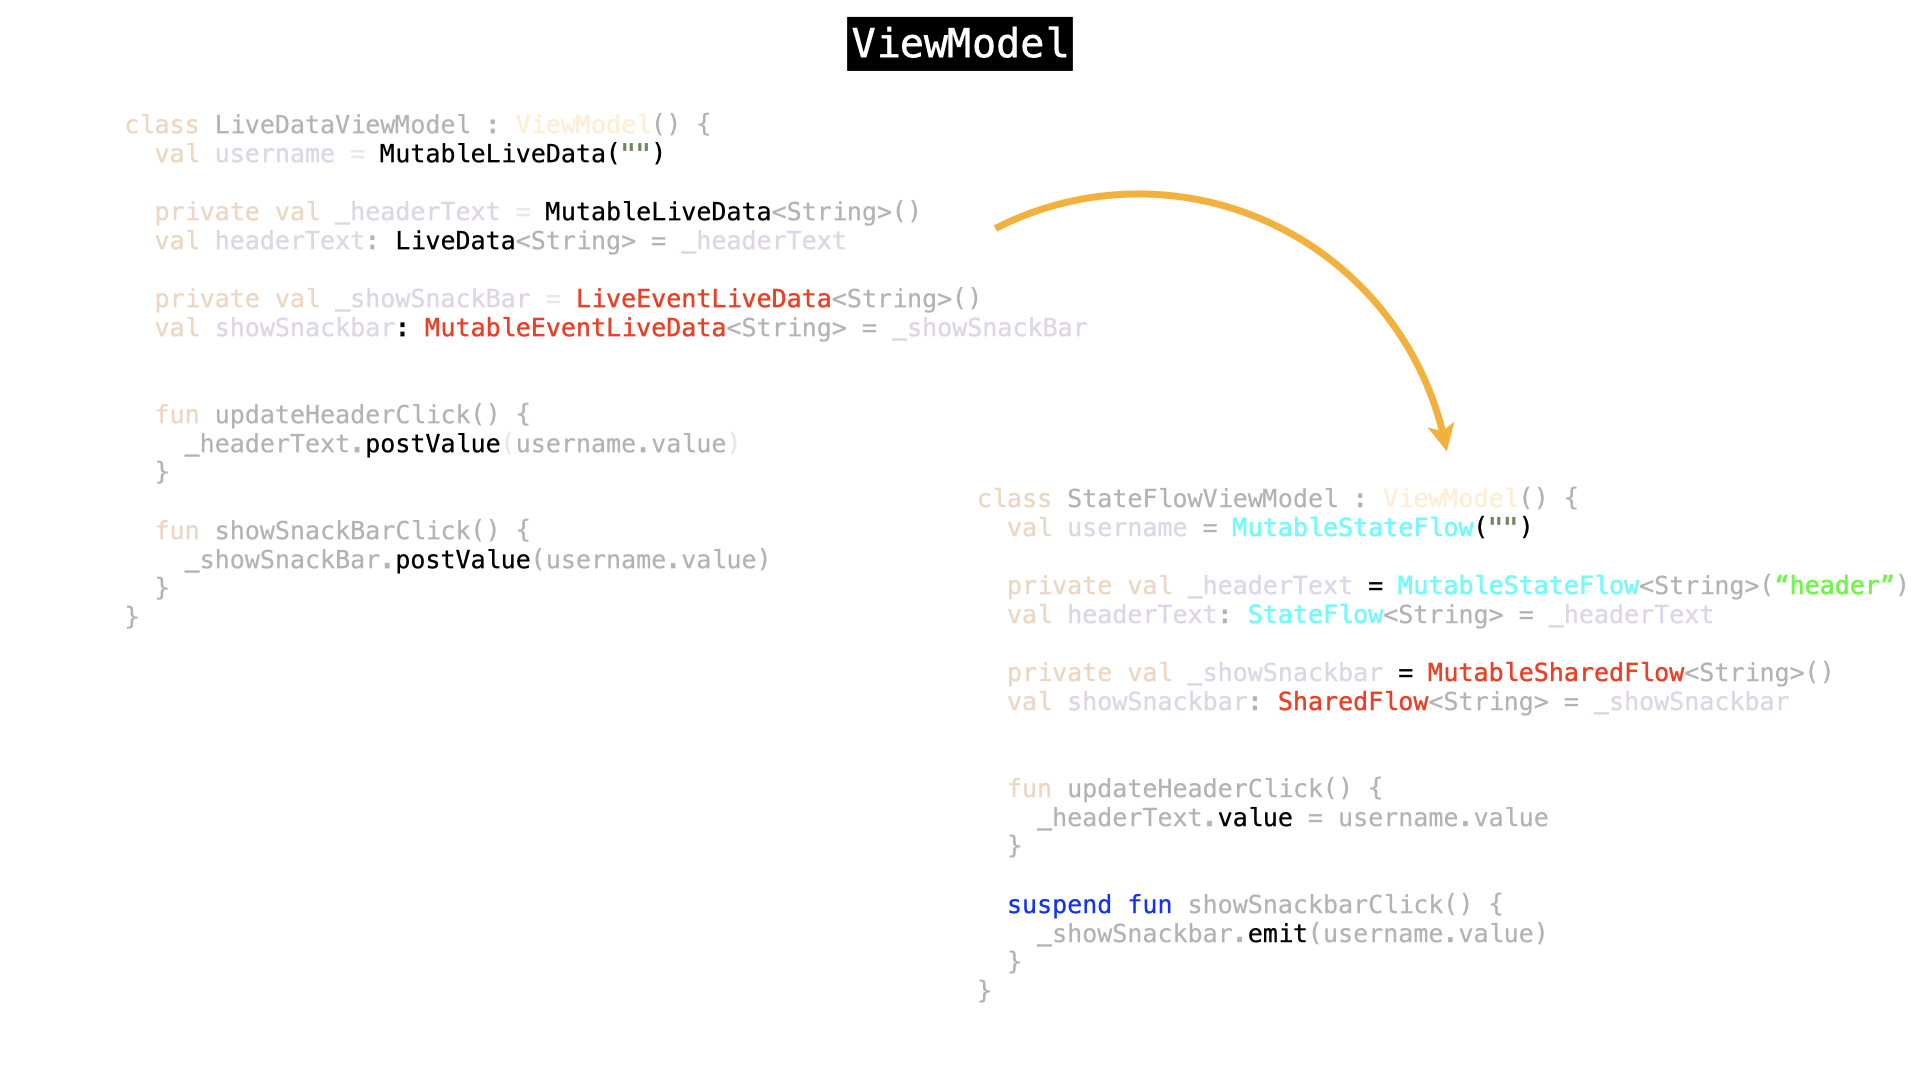 ViewModel
class LiveDataViewModel : ViewModel() {
  val username = MutableLiveData("")
  private val _headerText = MutableLiveData<String>()
  val headerText: LiveData<String> = _headerText
  private val _showSnackBar = LiveEventLiveData<String>()
  val showSnackbar: MutableEventLiveData<String> = _showSnackBar
  fun updateHeaderClick() {
    _headerText.postValue(username.value)
  }
  fun showSnackBarClick() {
    _showSnackBar.postValue(username.value)
  }
}
class StateFlowViewModel : ViewModel() {
  val username = MutableStateFlow("")
  private val _headerText = MutableStateFlow<String>(“header”)
  val headerText: StateFlow<String> = _headerText
  private val _showSnackbar = MutableSharedFlow<String>()
  val showSnackbar: SharedFlow<String> = _showSnackbar
  fun updateHeaderClick() {
    _headerText.value = username.value
  }
  suspend fun showSnackbarClick() {
    _showSnackbar.emit(username.value)
  }
}